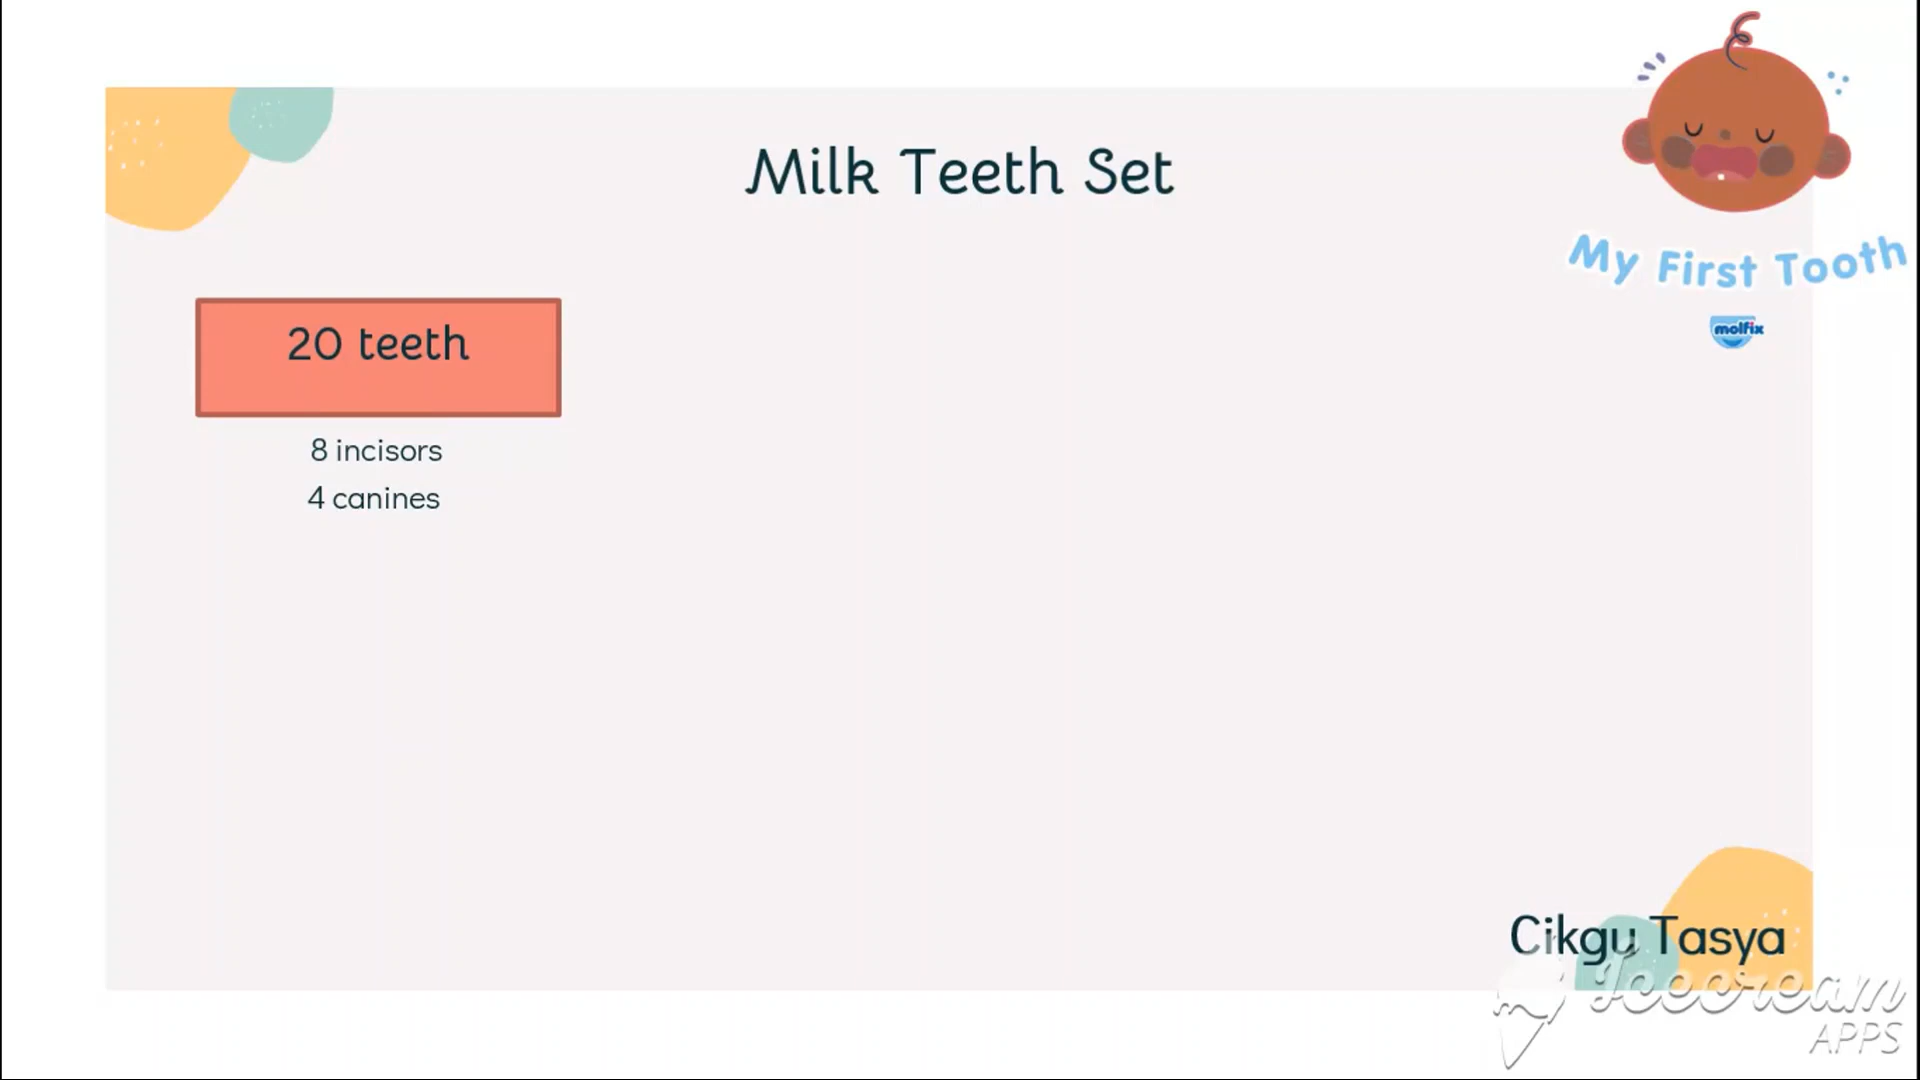 Milk Teeth Set
My First Tooth
molfix
20 teeth
8 incisors
4 canines
Cikgu Tasya
Icecream
APPS